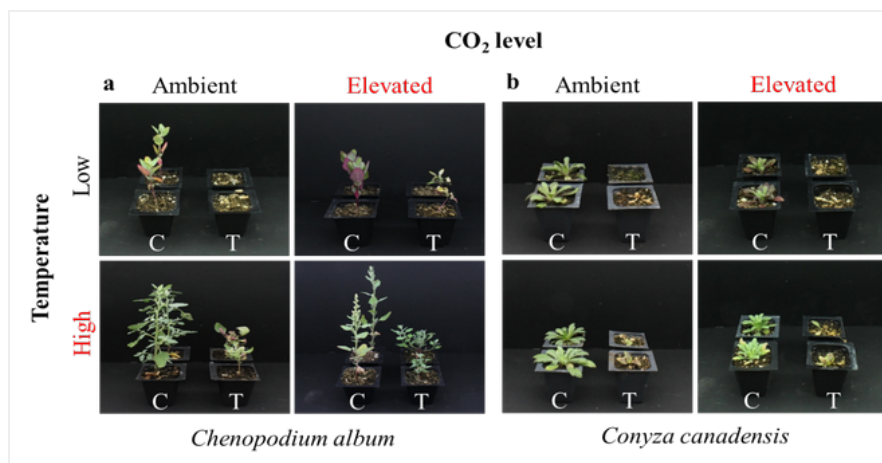 CO₂ level
a Ambient Elevated b Ambient Elevated
Temperature
Low
C T C T C T C T
High
C T C T C T C T
Chenopodium album Conyza canadensis